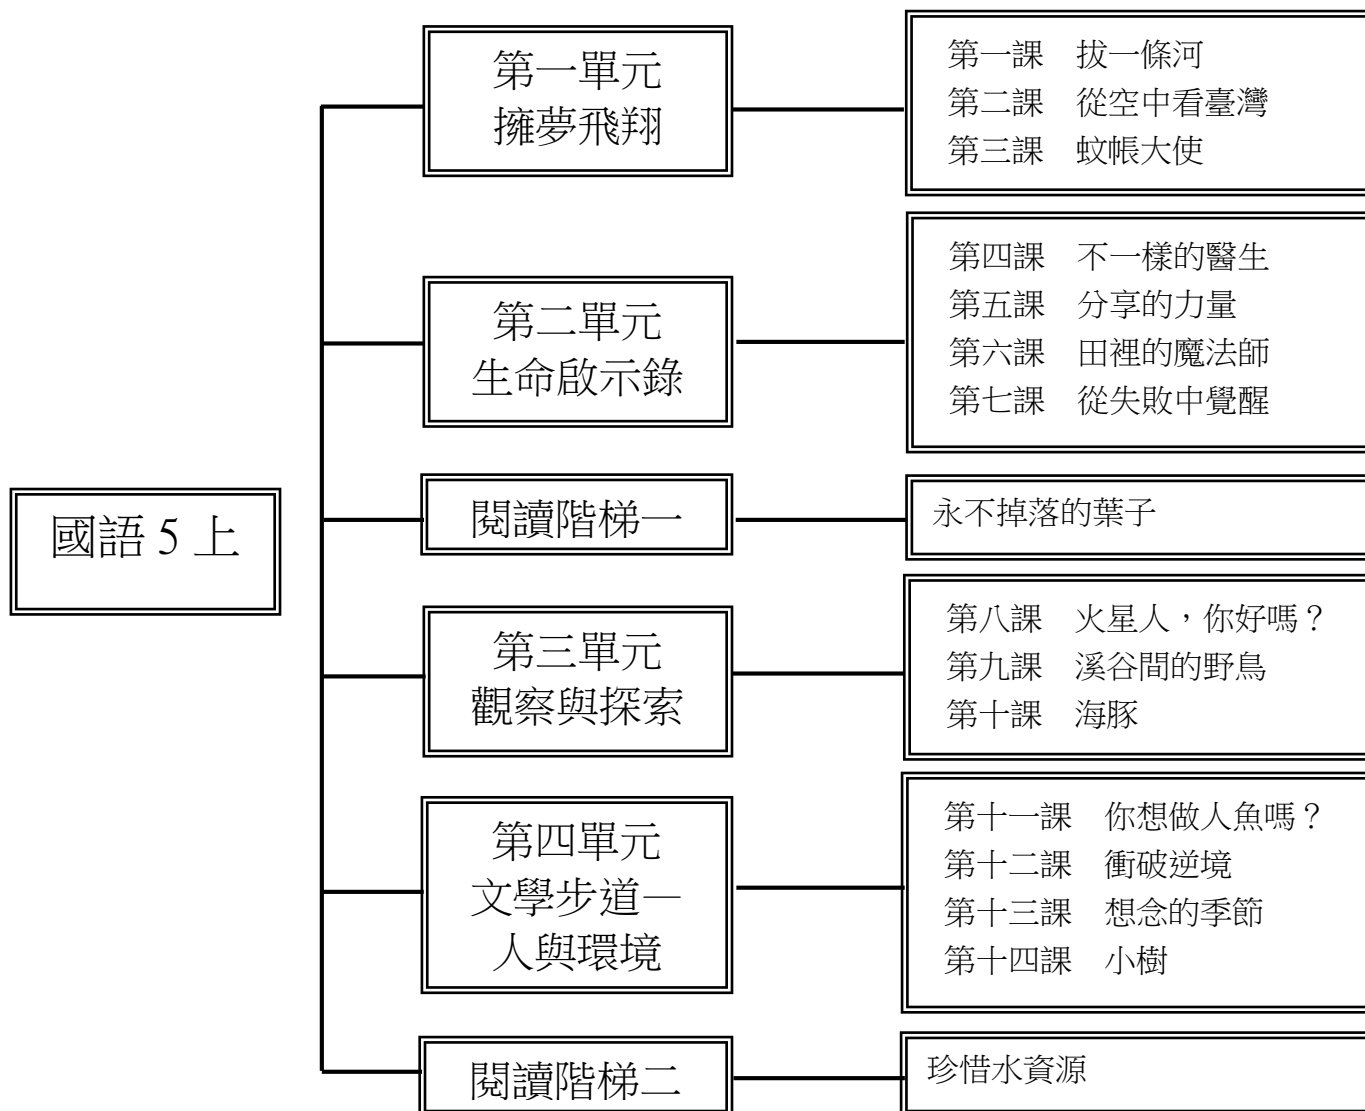 國語 5 上
第一單元
擁夢飛翔
第一課　拔一條河
第二課　從空中看臺灣
第三課　蚊帳大使
第二單元
生命啟示錄
第四課　不一樣的醫生
第五課　分享的力量
第六課　田裡的魔法師
第七課　從失敗中覺醒
閱讀階梯一
永不掉落的葉子
第三單元
觀察與探索
第八課　火星人，你好嗎？
第九課　溪谷間的野鳥
第十課　海豚
第四單元
文學步道—
人與環境
第十一課　你想做人魚嗎？
第十二課　衝破逆境
第十三課　想念的季節
第十四課　小樹
閱讀階梯二
珍惜水資源